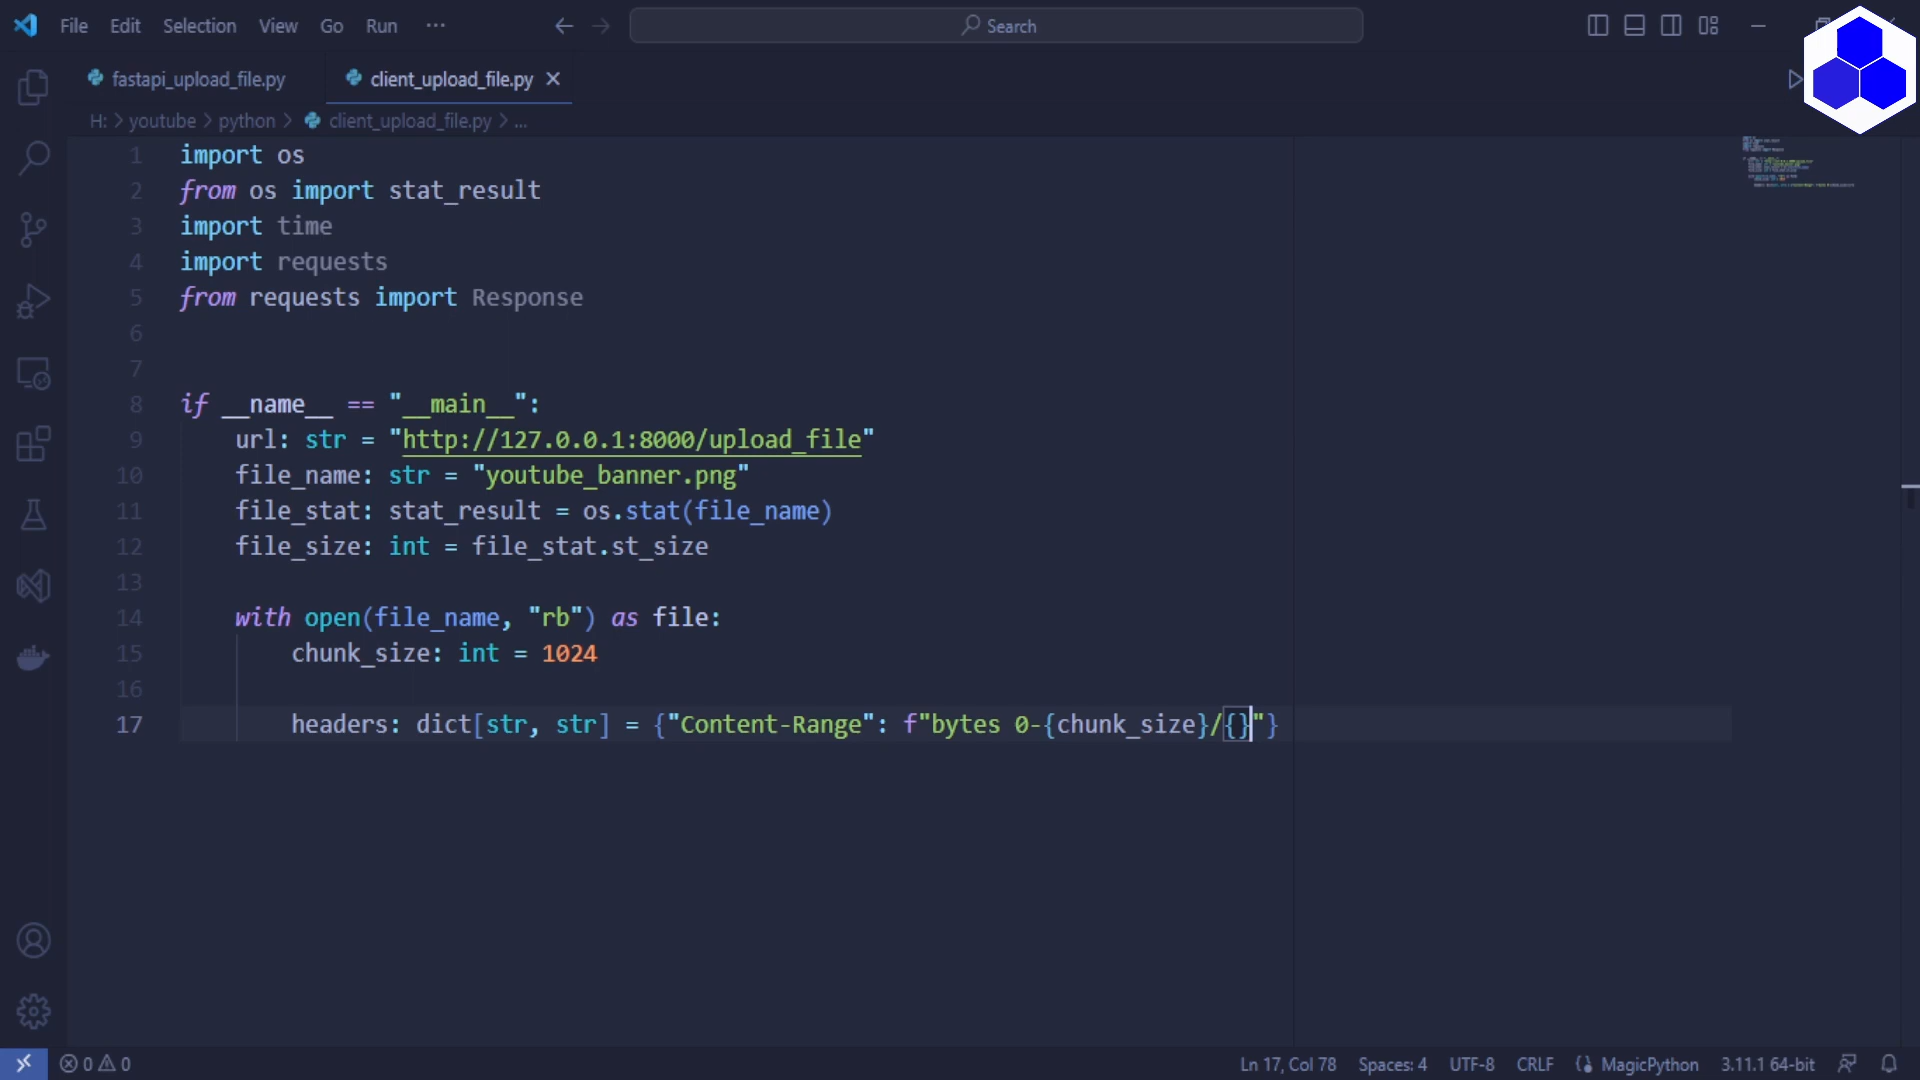 File Edit Selection View Go Run ··· Search
fastapi_upload_file.py client_upload_file.py
H: > youtube > python > client_upload_file.py > ...
1 import os
2 from os import stat_result
3 import time
4 import requests
5 from requests import Response
6
7
8 if __name__ == "__main__":
9 url: str = "http://127.0.0.1:8000/upload_file"
10 file_name: str = "youtube_banner.png"
11 file_stat: stat_result = os.stat(file_name)
12 file_size: int = file_stat.st_size
13
14 with open(file_name, "rb") as file:
15 chunk_size: int = 1024
16
17 headers: dict[str, str] = {"Content-Range": f"bytes 0-{chunk_size}/{}"}
0 0 Ln 17, Col 78 Spaces: 4 UTF-8 CRLF MagicPython 3.11.1 64-bit